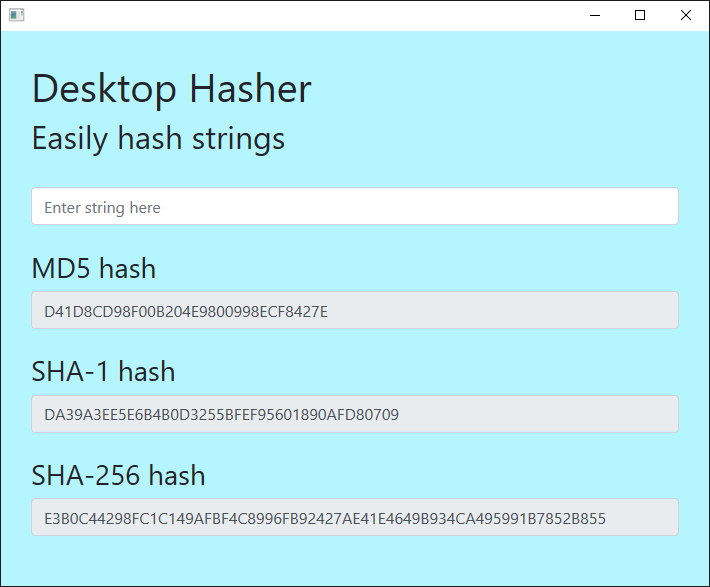 Desktop Hasher
Easily hash strings
Enter string here
MD5 hash
D41D8CD98F00B204E9800998ECF8427E
SHA-1 hash
DA39A3EE5E6B4B0D3255BFEF95601890AFD80709
SHA-256 hash
E3B0C44298FC1C149AFBF4C8996FB92427AE41E4649B934CA495991B7852B855